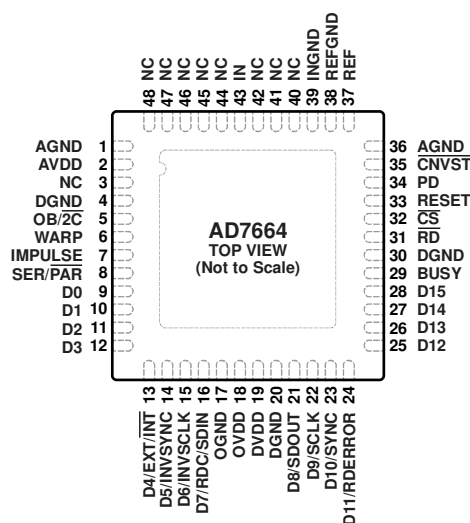 48 NC
47 NC
46 NC
45 NC
44 NC
43 IN
42 NC
41 NC
40 NC
39 INGND
38 REFGND
37 REF
AGND 1
AVDD 2
NC 3
DGND 4
OB/2C̅ 5
WARP 6
IMPULSE 7
SER/P̅A̅R̅ 8
D0 9
D1 10
D2 11
D3 12
AD7664
TOP VIEW
(Not to Scale)
36 AGND
35 C̅N̅V̅S̅T̅
34 PD
33 RESET
32 C̅S̅
31 R̅D̅
30 DGND
29 BUSY
28 D15
27 D14
26 D13
25 D12
D4/EXT/I̅N̅T̅ 13
D5/INVSYNC 14
D6/INVSCLK 15
D7/RDC/SDIN 16
OGND 17
OVDD 18
DVDD 19
DGND 20
D8/SDOUT 21
D9/SCLK 22
D10/SYNC 23
D11/RDERROR 24